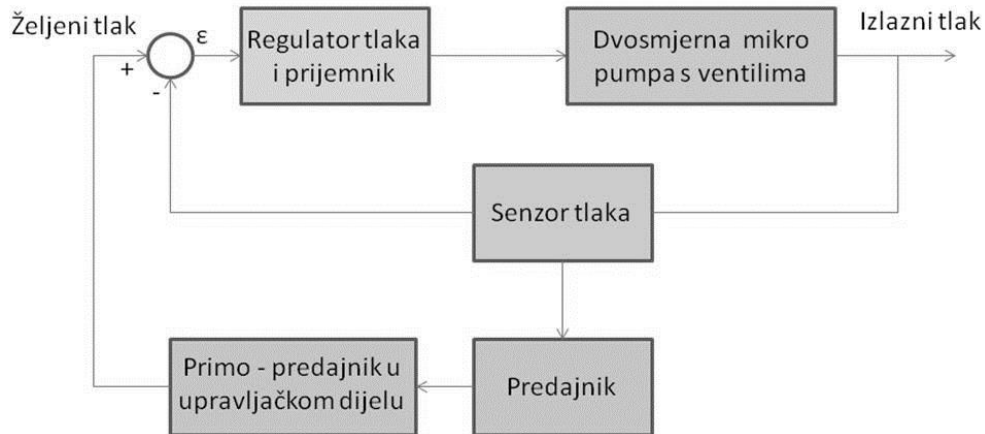 Željeni tlak
+
-
ε
Regulator tlaka
i prijemnik
Dvosmjerna mikro
pumpa s ventilima
Izlazni tlak
Senzor tlaka
Primo - predajnik u
upravljačkom dijelu
Predajnik